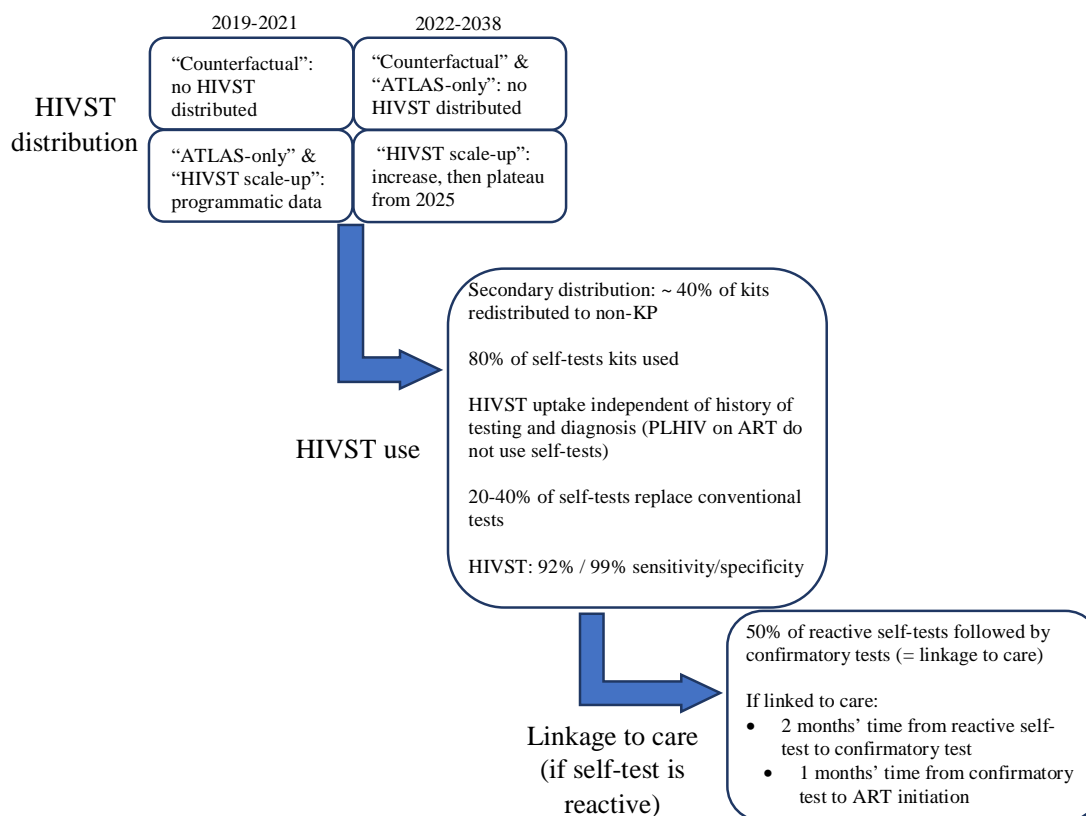 2019-2021
2022-2038
HIVST
distribution
“Counterfactual”:
no HIVST
distributed
“Counterfactual” &
“ATLAS-only”: no
HIVST distributed
“ATLAS-only” &
“HIVST scale-up”:
programmatic data
“HIVST scale-up”:
increase, then plateau
from 2025
HIVST use
Secondary distribution: ~ 40% of kits
redistributed to non-KP
80% of self-tests kits used
HIVST uptake independent of history of
testing and diagnosis (PLHIV on ART do
not use self-tests)
20-40% of self-tests replace conventional
tests
HIVST: 92% / 99% sensitivity/specificity
Linkage to care
(if self-test is
reactive)
50% of reactive self-tests followed by
confirmatory tests (= linkage to care)
If linked to care:
• 2 months’ time from reactive self-
test to confirmatory test
• 1 months’ time from confirmatory
test to ART initiation